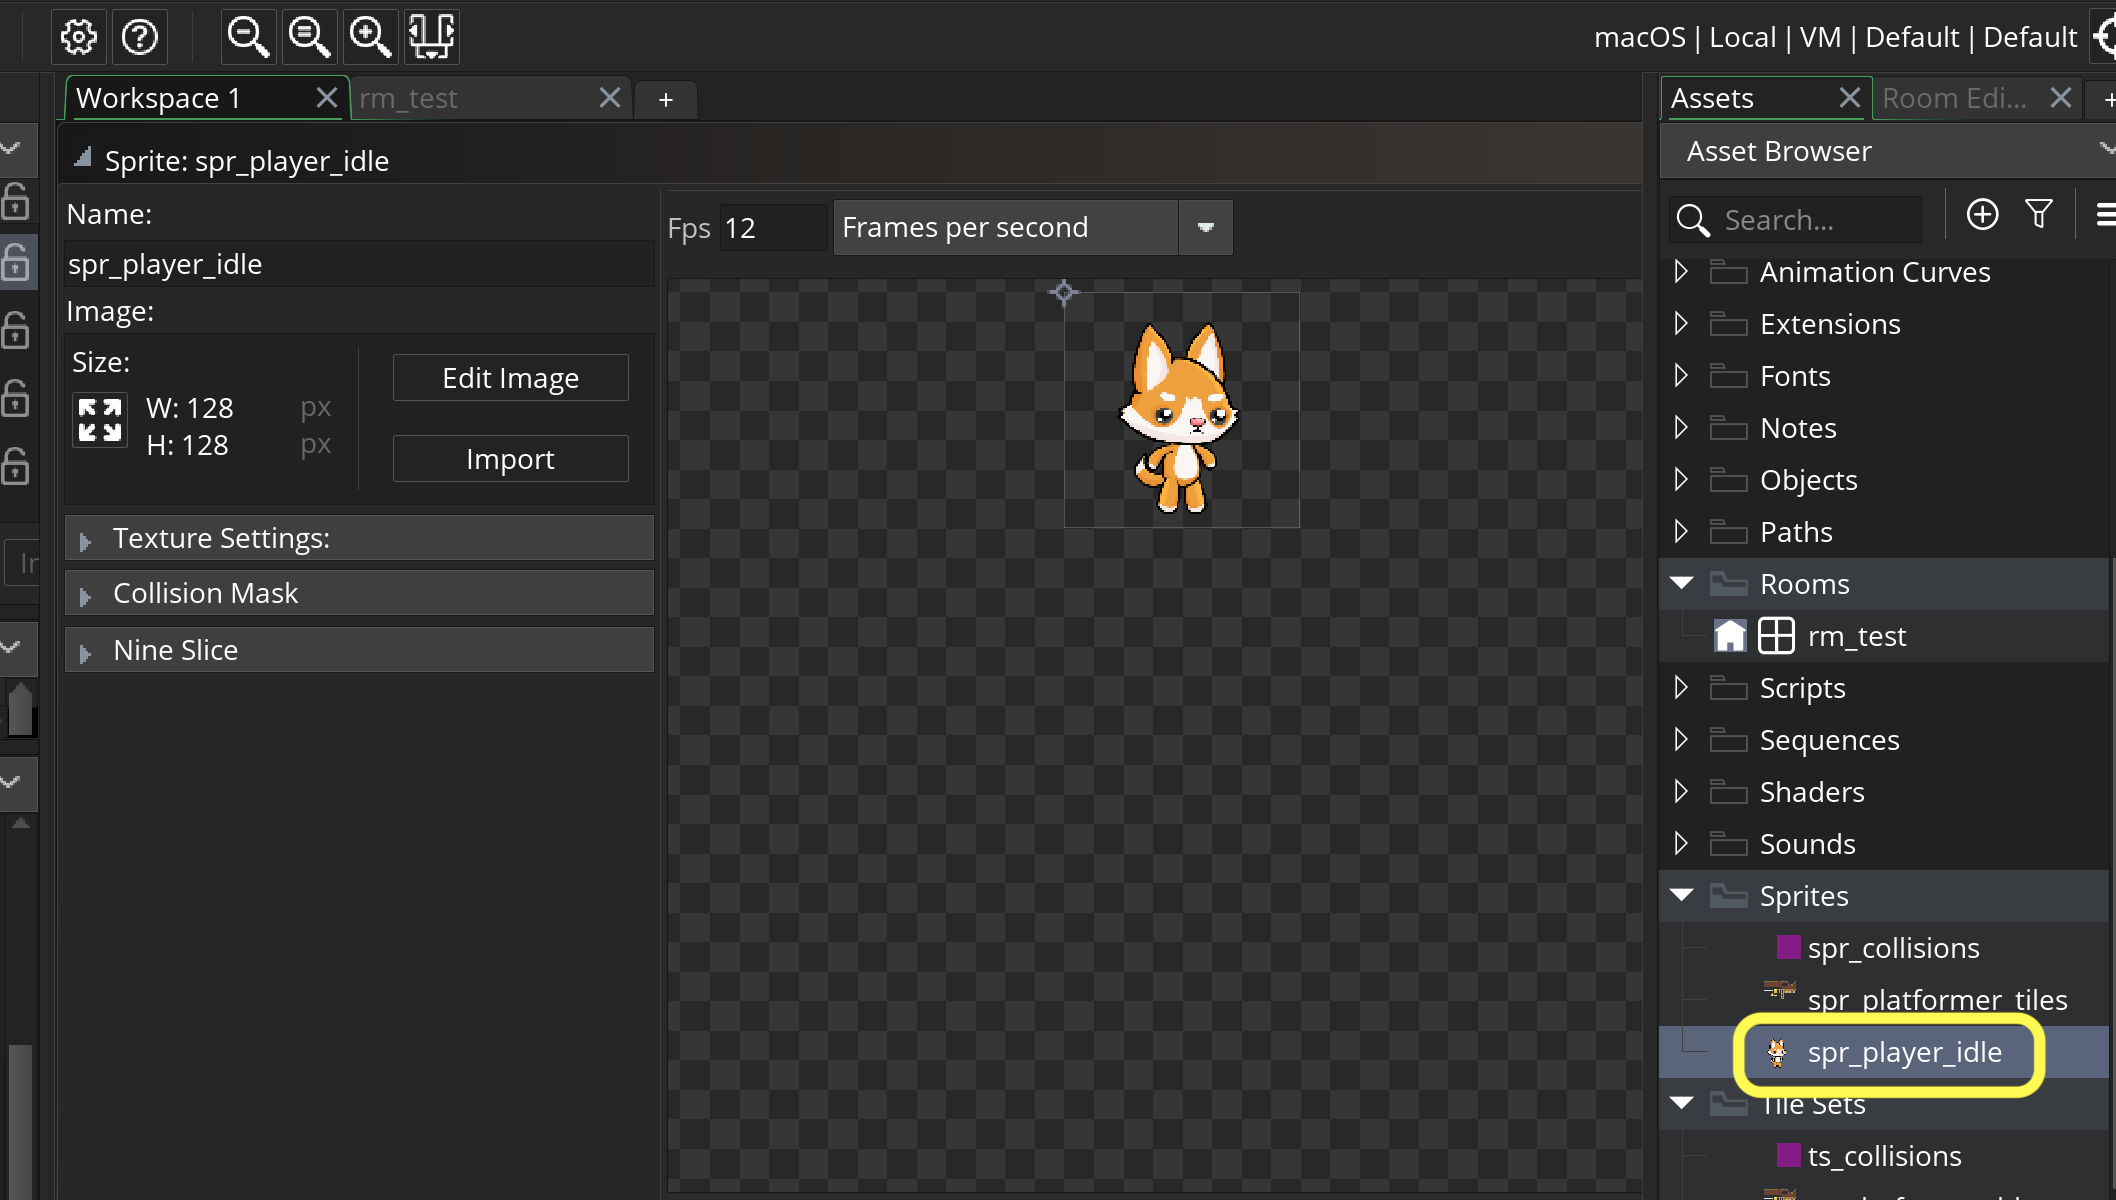 macOS | Local | VM | Default | Default
Workspace 1
rm_test
+
Assets
Room Edi...
+
Sprite: spr_player_idle
Asset Browser
Name:
spr_player_idle
Fps 12 Frames per second
Search...
Image:
Size:
W: 128 px
H: 128 px
Edit Image
Import
Texture Settings:
Collision Mask
Nine Slice
Animation Curves
Extensions
Fonts
Notes
Objects
Paths
Rooms
rm_test
Scripts
Sequences
Shaders
Sounds
Sprites
spr_collisions
spr_platformer_tiles
spr_player_idle
Tile Sets
ts_collisions